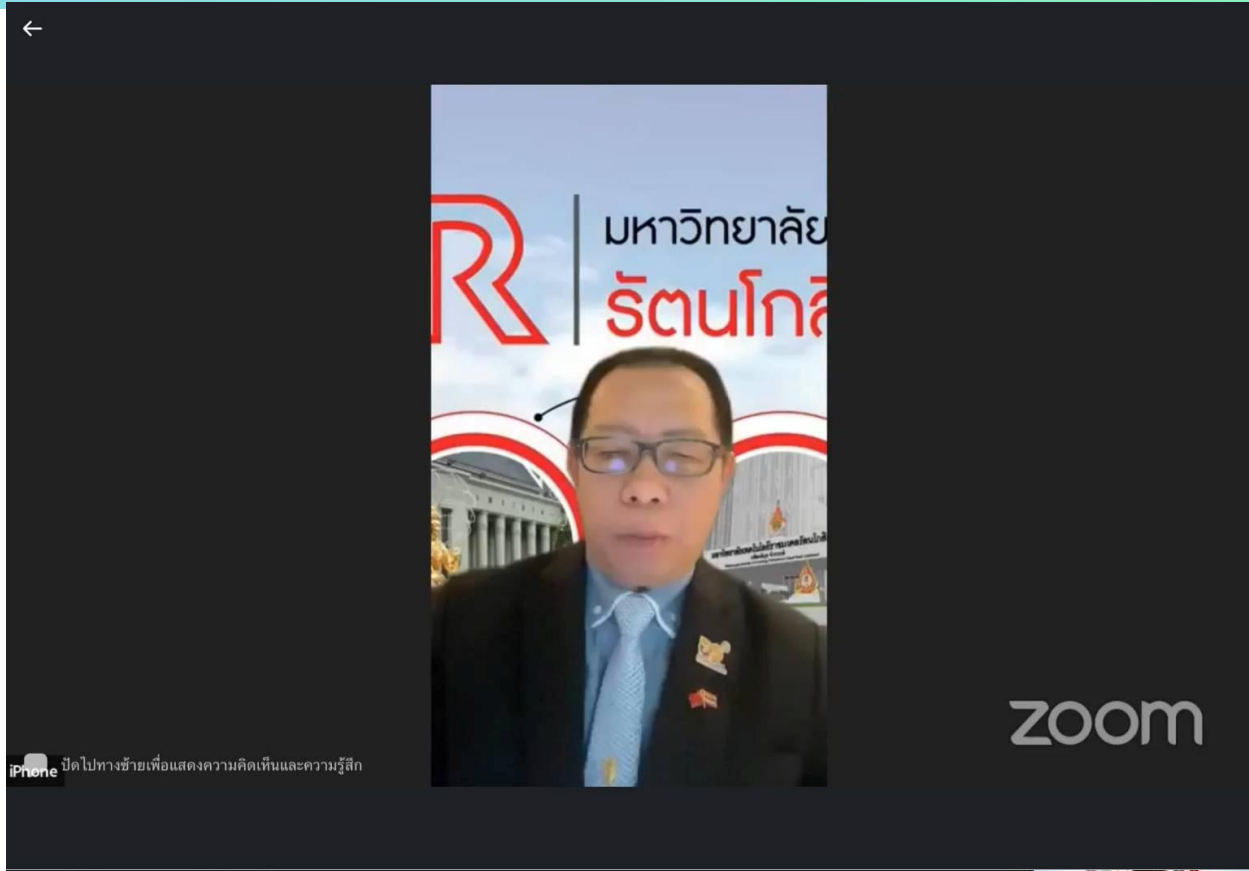 R
มหาวิทยาลัย
รัตนโกสิ
zoom
iPhone
ปัดไปทางซ้ายเพื่อแสดงความคิดเห็นและความรู้สึก